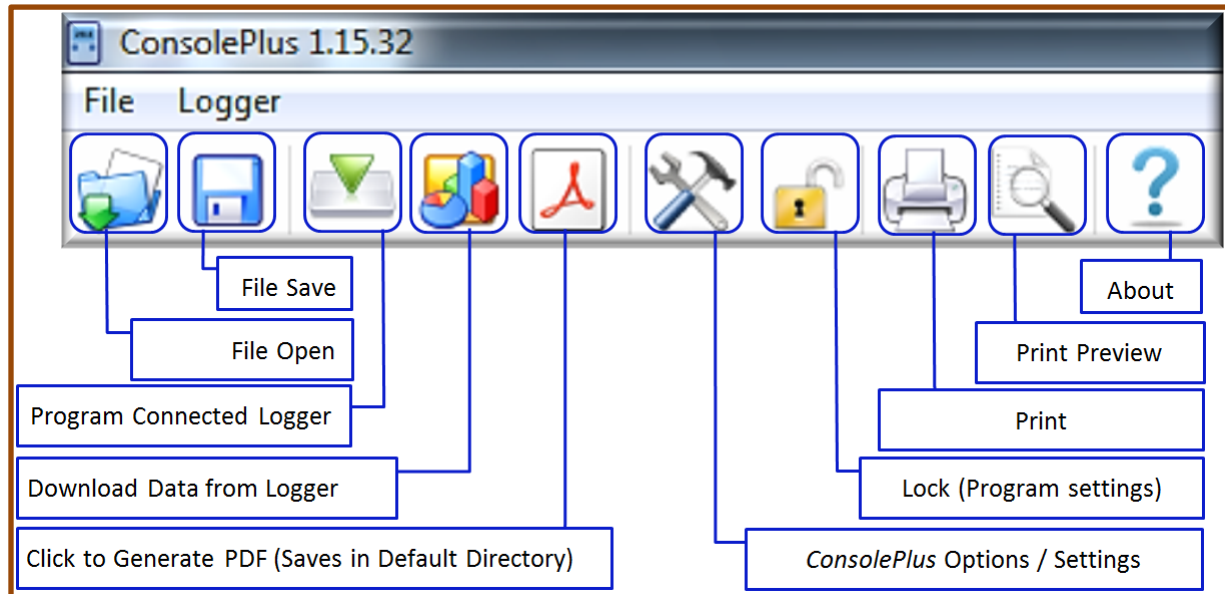 ConsolePlus 1.15.32
File Logger
File Save
About
File Open
Print Preview
Program Connected Logger
Print
Download Data from Logger
Lock (Program settings)
Click to Generate PDF (Saves in Default Directory)
ConsolePlus Options / Settings